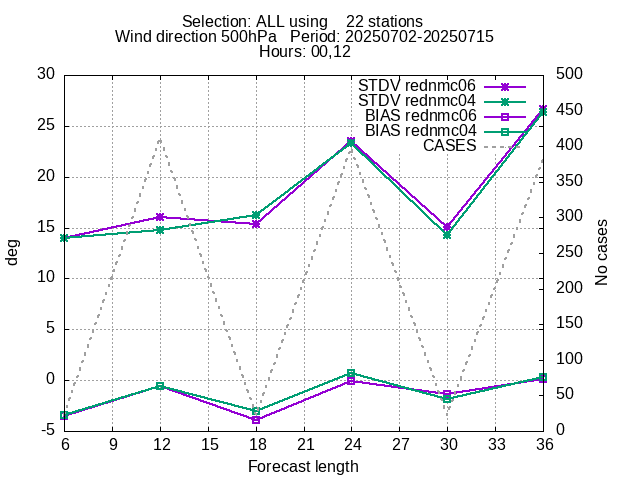 Selection: ALL using    22 stations
Wind direction 500hPa   Period: 20250702-20250715
Hours: 00,12
STDV rednmc06
STDV rednmc04
BIAS rednmc06
BIAS rednmc04
CASES
30
25
20
15
10
5
0
-5
deg
500
450
400
350
300
250
200
150
100
50
0
No cases
6 9 12 15 18 21 24 27 30 33 36
Forecast length